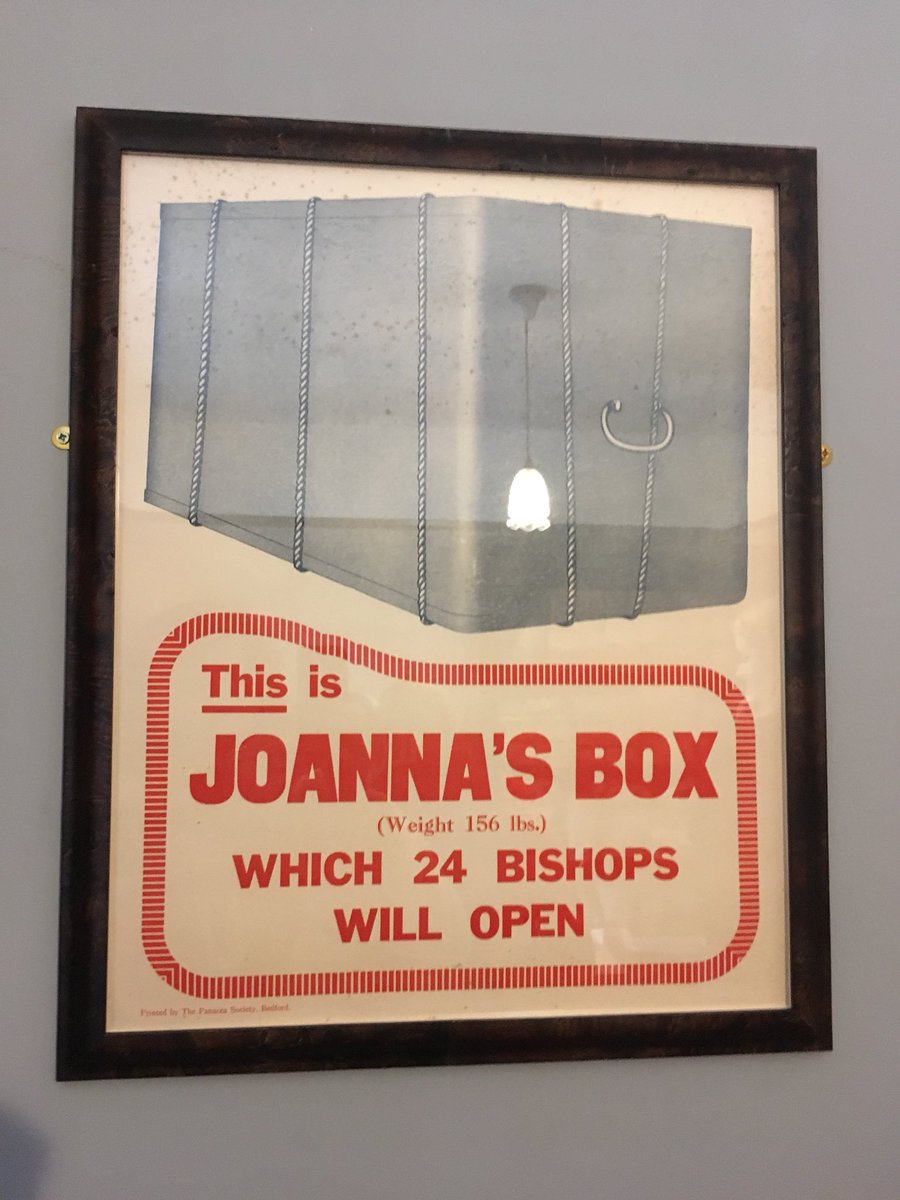 This is
JOANNA'S BOX
(Weight 156 lbs.)
WHICH 24 BISHOPS
WILL OPEN
Printed by The Panacea Society, Bedford.